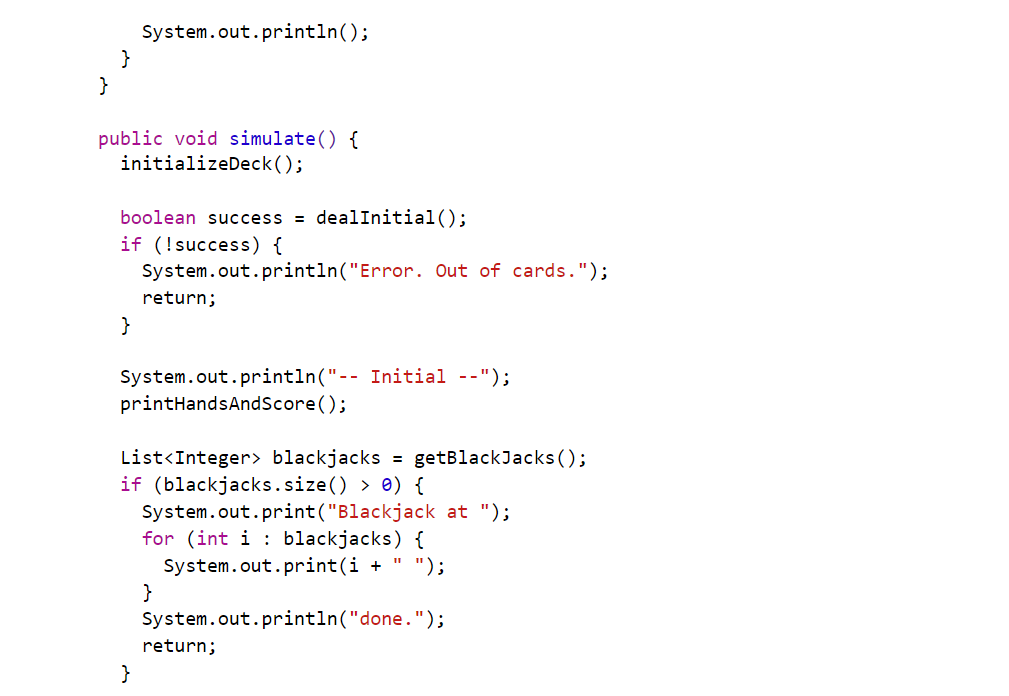 System.out.println();
  }
}

public void simulate() {
  initializeDeck();

  boolean success = dealInitial();
  if (!success) {
    System.out.println("Error. Out of cards.");
    return;
  }

  System.out.println("-- Initial --");
  printHandsAndScore();

  List<Integer> blackjacks = getBlackJacks();
  if (blackjacks.size() > 0) {
    System.out.print("Blackjack at ");
    for (int i : blackjacks) {
      System.out.print(i + " ");
    }
    System.out.println("done.");
    return;
  }